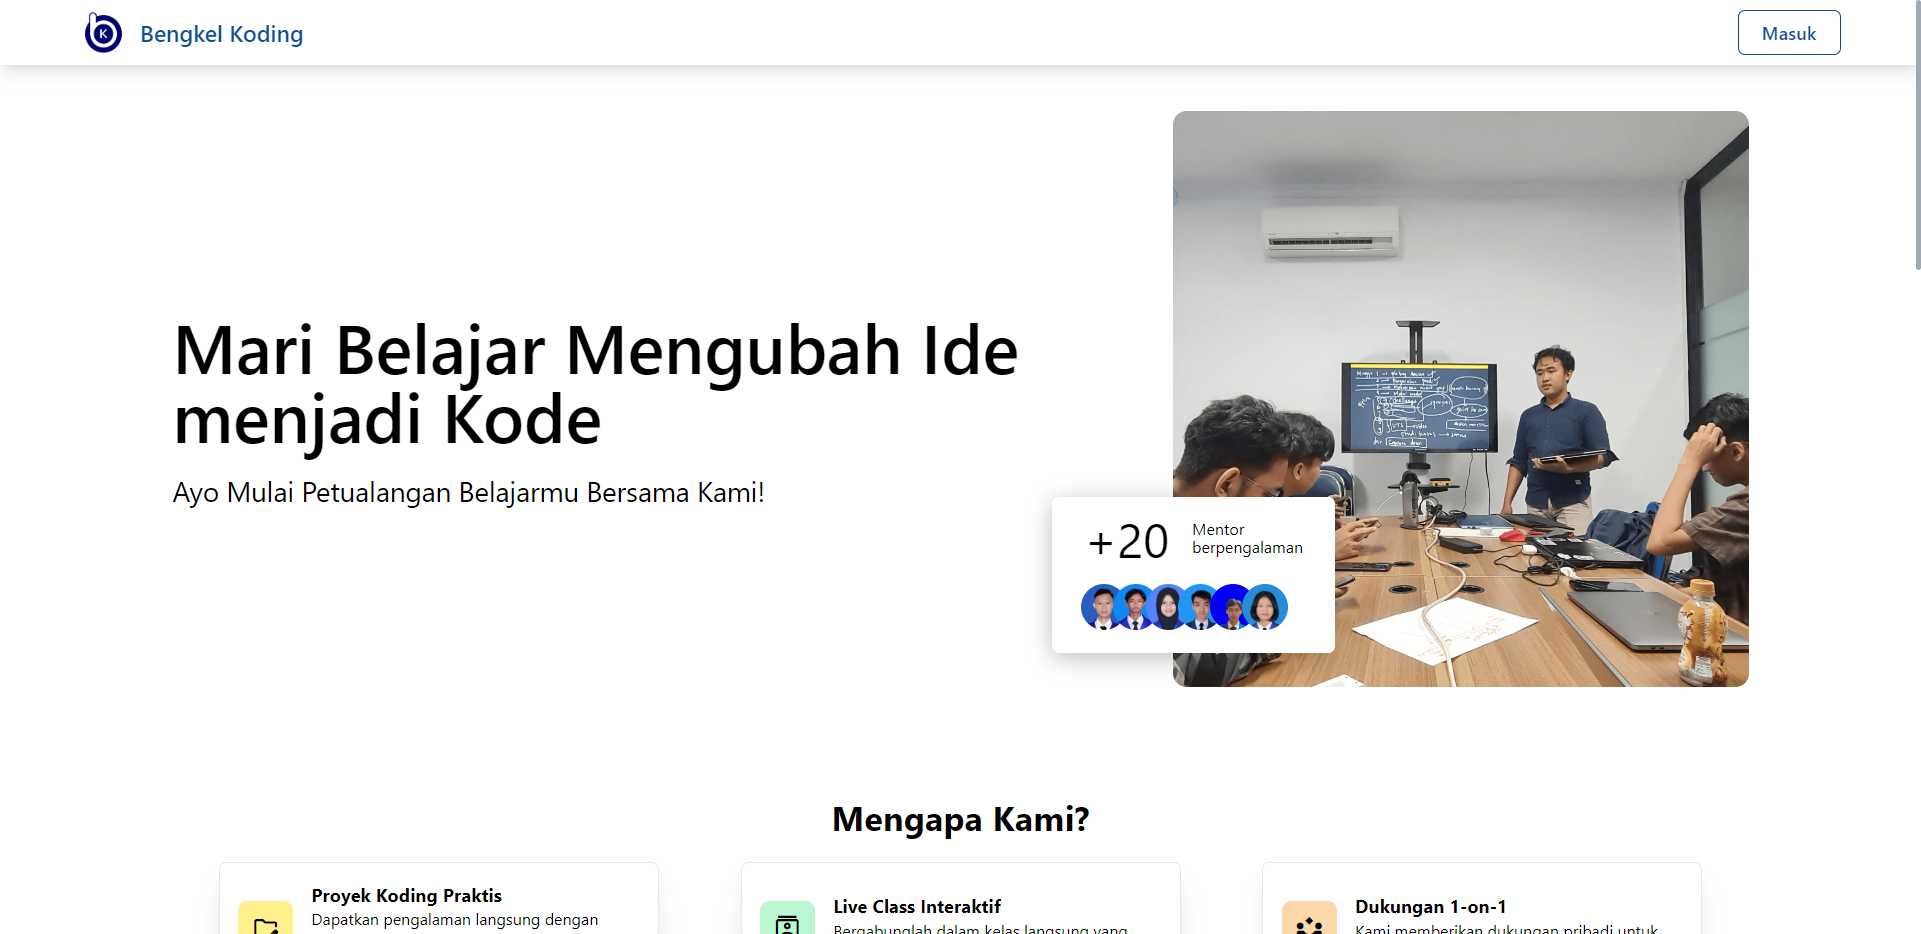 K
Bengkel Koding
Masuk
Mari Belajar Mengubah Ide
menjadi Kode
Ayo Mulai Petualangan Belajarmu Bersama Kami!
+20
Mentor
berpengalaman
Mengapa Kami?
Proyek Koding Praktis
Dapatkan pengalaman langsung dengan
Live Class Interaktif
Bergabunglah dalam kelas langsung yang
Dukungan 1-on-1
Kami memberikan dukungan pribadi untuk